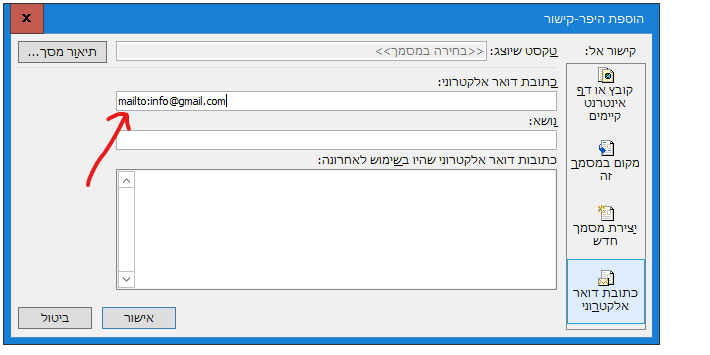 הוספת היפר-קישור
x
קישור אל:
טקסט שיוצג:
<<בחירה במסמך>>
תיאור מסך...
קובץ או דף
אינטרנט
קיימים
מקום במסמך
זה
יצירת מסמך
חדש
כתובת דואר
אלקטרוני
כתובת דואר אלקטרוני:
mailto:info@gmail.com
נושא:
כתובות דואר אלקטרוני שהיו בשימוש לאחרונה:
אישור
ביטול